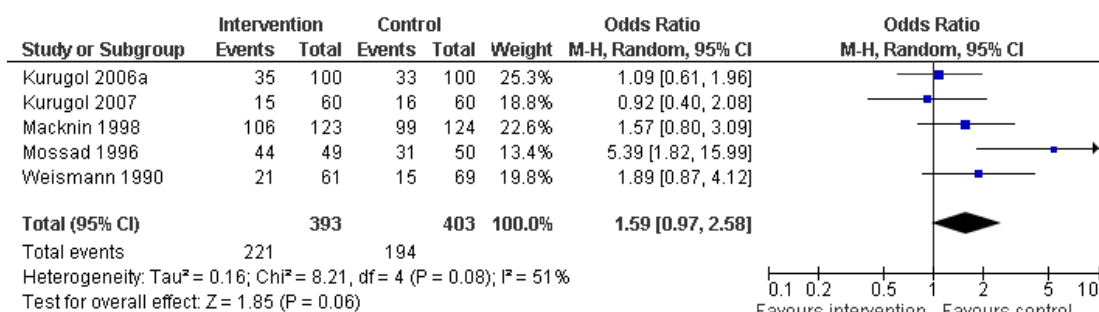 Intervention Control Odds Ratio Odds Ratio
Study or Subgroup Events Total Events Total Weight M-H, Random, 95% CI M-H, Random, 95% CI
Kurugol 2006a 35 100 33 100 25.3% 1.09 [0.61, 1.96]
Kurugol 2007 15 60 16 60 18.8% 0.92 [0.40, 2.08]
Macknin 1998 106 123 99 124 22.6% 1.57 [0.80, 3.09]
Mossad 1996 44 49 31 50 13.4% 5.39 [1.82, 15.99]
Weismann 1990 21 61 15 69 19.8% 1.89 [0.87, 4.12]
Total (95% CI) 393 403 100.0% 1.59 [0.97, 2.58]
Total events 221 194
Heterogeneity: Tau² = 0.16; Chi² = 8.21, df = 4 (P = 0.08); I² = 51%
Test for overall effect: Z = 1.85 (P = 0.06)
0.1 0.2 0.5 1 2 5 10
Favours intervention Favours control